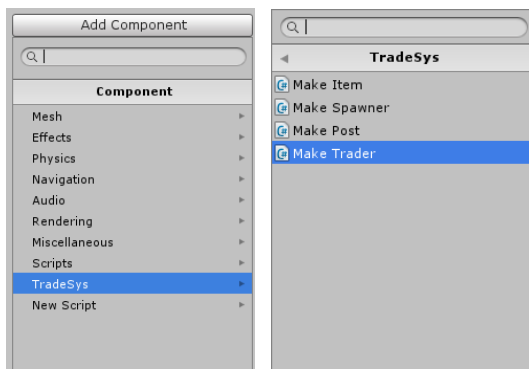 Add Component
Component
Mesh
Effects
Physics
Navigation
Audio
Rendering
Miscellaneous
Scripts
TradeSys
New Script
TradeSys
Make Item
Make Spawner
Make Post
Make Trader